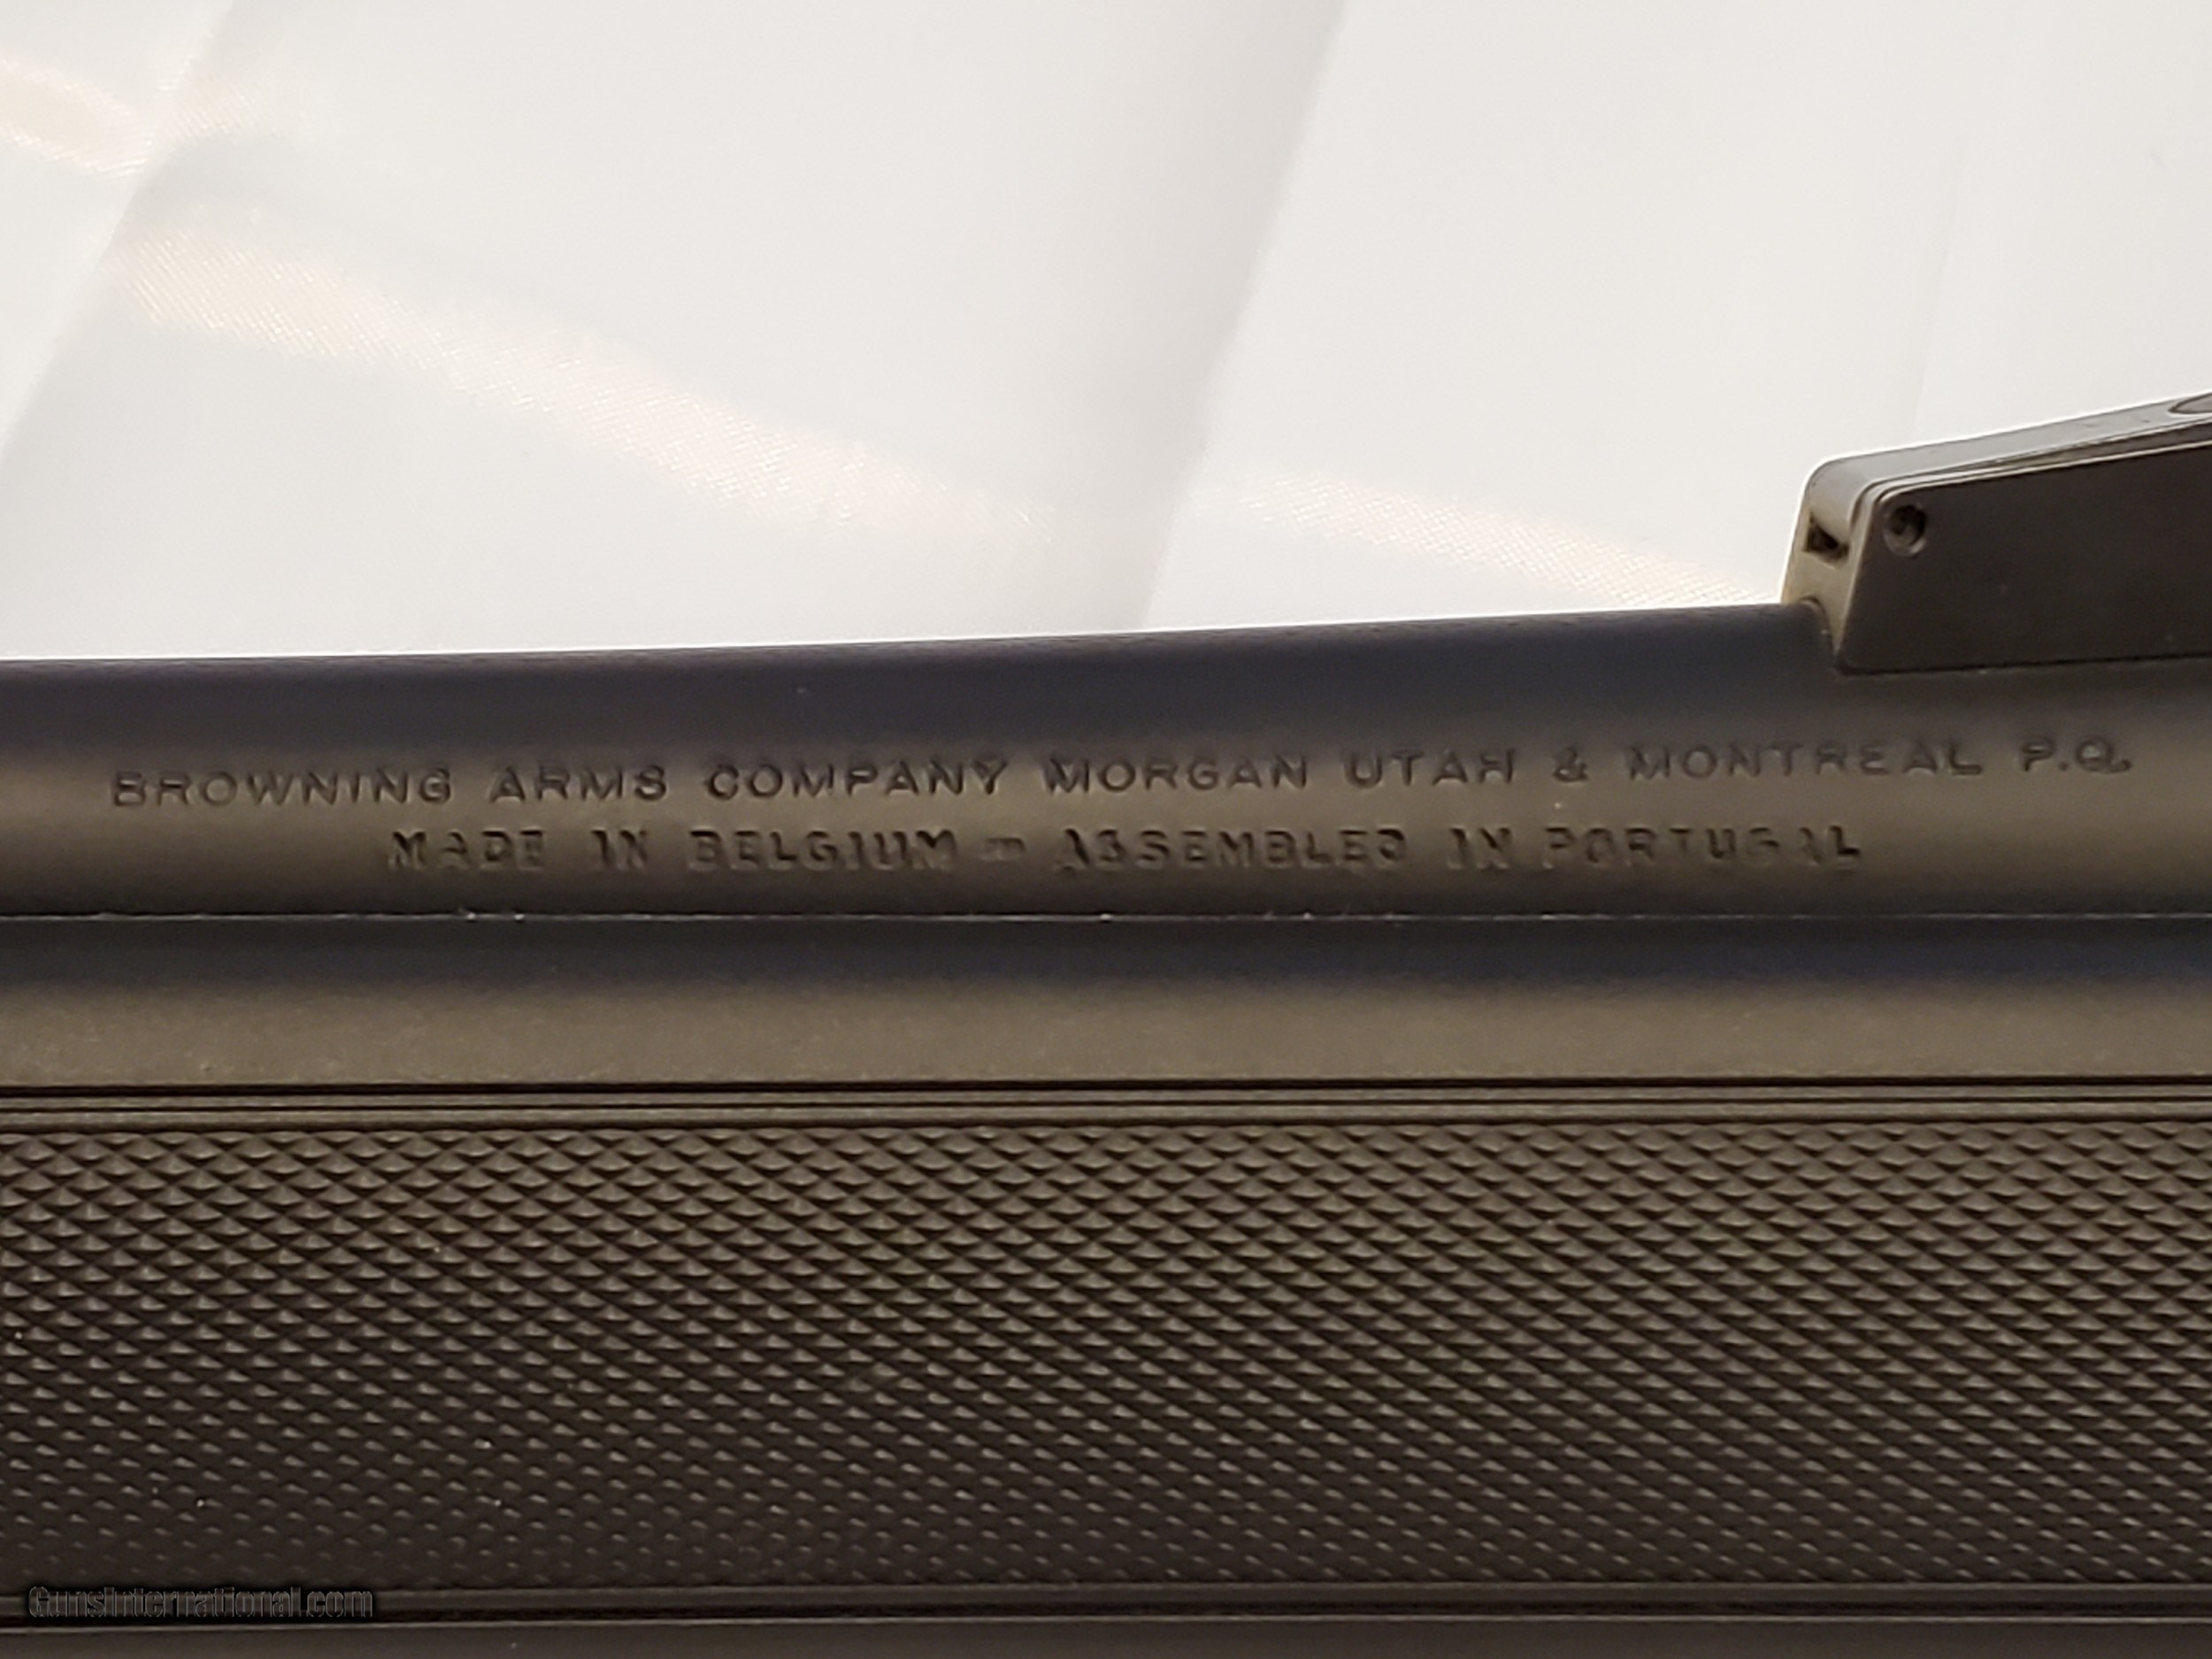 BROWNING ARMS COMPANY MORGAN UTAH & MONTREAL P.Q.
MADE IN BELGIUM - ASSEMBLED IN PORTUGAL
GunsInternational.com